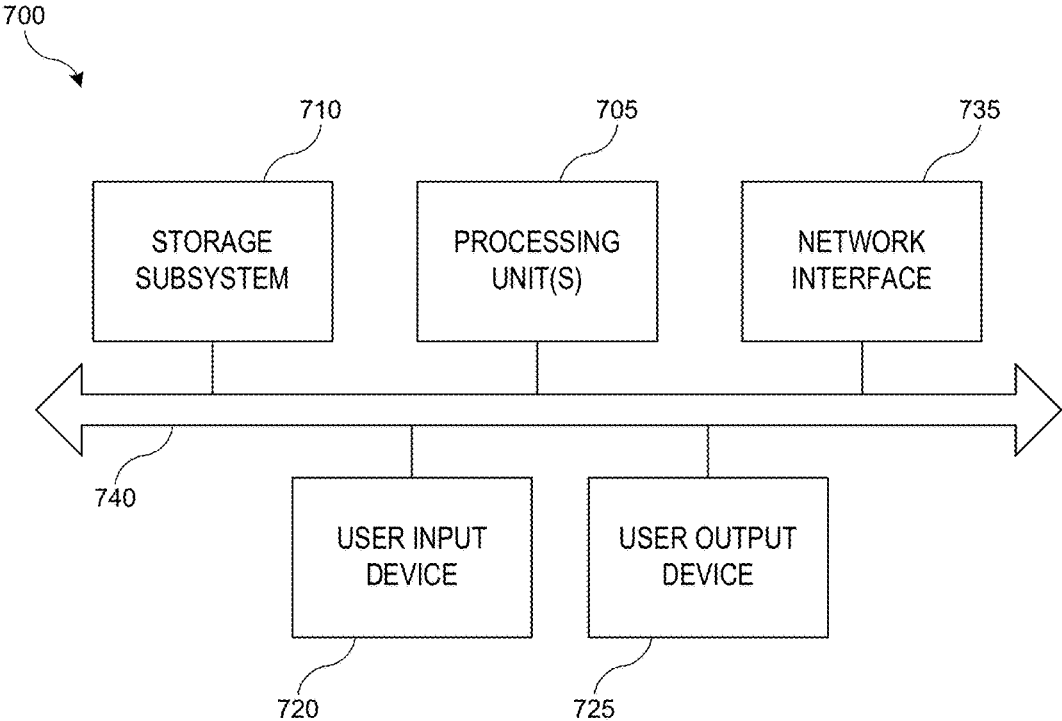 700
710
705
735
STORAGE
SUBSYSTEM
PROCESSING
UNIT(S)
NETWORK
INTERFACE
740
USER INPUT
DEVICE
USER OUTPUT
DEVICE
720
725